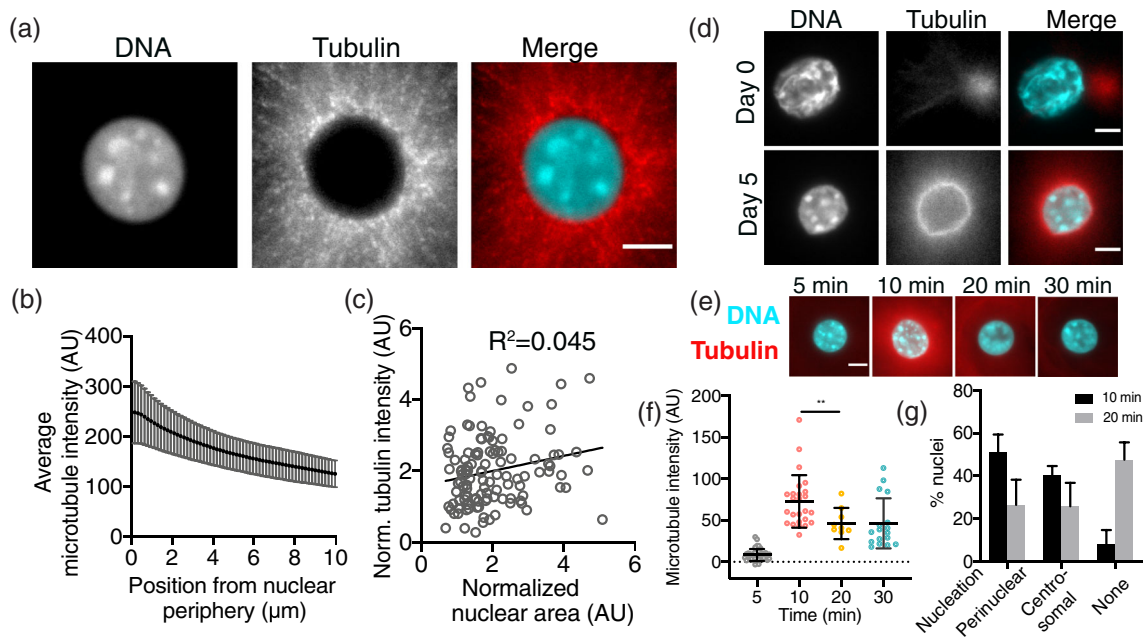 (a)
DNA
Tubulin
Merge
(b)
Average
microtubule intensity (AU)
400
300
250
150
100
0
0
2
4
6
8
10
Position from nuclear
periphery (µm)
(c)
Norm. tubulin intensity (AU)
6
4
2
0
R²=0.045
0
2
4
6
Normalized
nuclear area (AU)
(d)
DNA
Tubulin
Merge
Day 0
Day 5
(e)
5 min
10 min
20 min
30 min
DNA
Tubulin
(f)
Microtubule intensity (AU)
200
150
100
50
0
**
5
10
20
30
Time (min)
(g)
% nuclei
80
60
40
20
0
10 min
20 min
Nucleation
Perinuclear
Centro-
somal
None